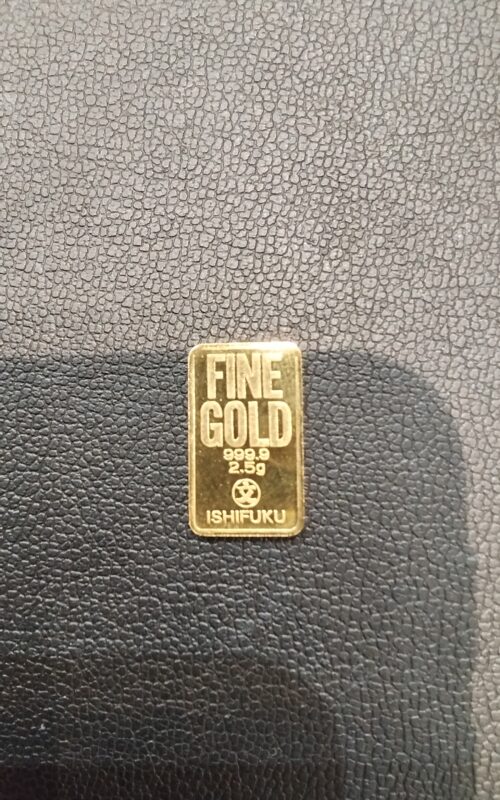 FINE
GOLD
999.9
2.5g
ISHIFUKU